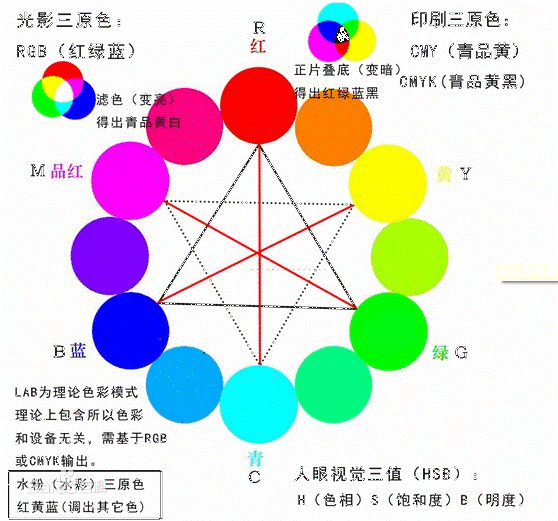 光影三原色：
RGB（红绿蓝）
滤色（变亮）
得出青品黄白
R
红
正片叠底（变暗）
得出红绿蓝黑
印刷三原色：
CMY（青品黄）
CMYK(青品黄黑)
M 品红
黄 Y
B 蓝
绿 G
青
C
LAB为理论色彩模式
理论上包含所以色彩
和设备无关，需基于RGB
或CMYK输出。
水粉（水彩）三原色
红黄蓝(调出其它色)
人眼视觉三值（HSB）：
H（色相）S（饱和度）B（明度）